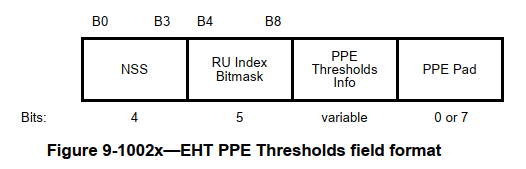 B0 B3 B4 B8
NSS
RU Index
Bitmask
PPE
Thresholds
Info
PPE Pad
Bits: 4 5 variable 0 or 7
Figure 9-1002x—EHT PPE Thresholds field format